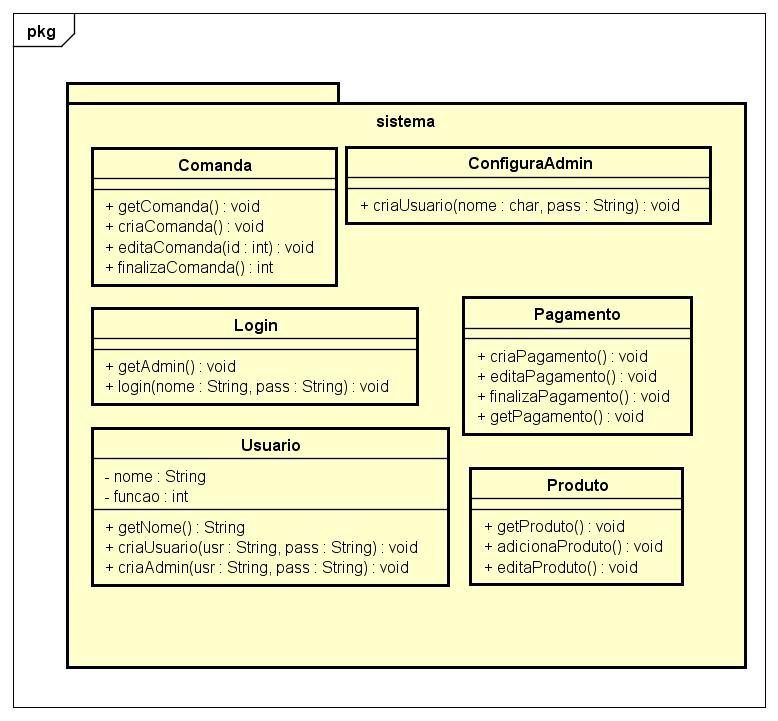 pkg
sistema
Comanda
+ getComanda() : void
+ criaComanda() : void
+ editaComanda(id : int) : void
+ finalizaComanda() : int
ConfiguraAdmin
+ criaUsuario(nome : char, pass : String) : void
Login
+ getAdmin() : void
+ login(nome : String, pass : String) : void
Pagamento
+ criaPagamento() : void
+ editaPagamento() : void
+ finalizaPagamento() : void
+ getPagamento() : void
Usuario
- nome : String
- funcao : int
+ getNome() : String
+ criaUsuario(usr : String, pass : String) : void
+ criaAdmin(usr : String, pass : String) : void
Produto
+ getProduto() : void
+ adicionaProduto() : void
+ editaProduto() : void